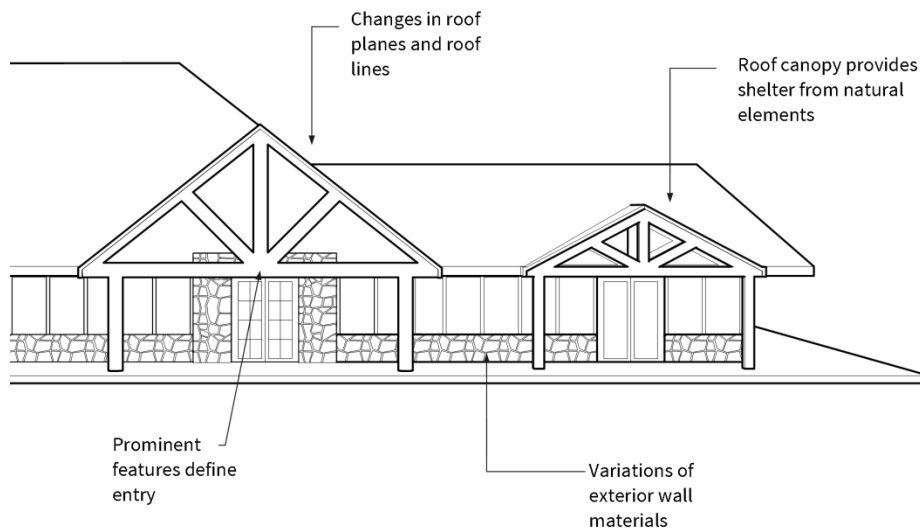 Changes in roof
planes and roof
lines
Roof canopy provides
shelter from natural
elements
Prominent
features define
entry
Variations of
exterior wall
materials